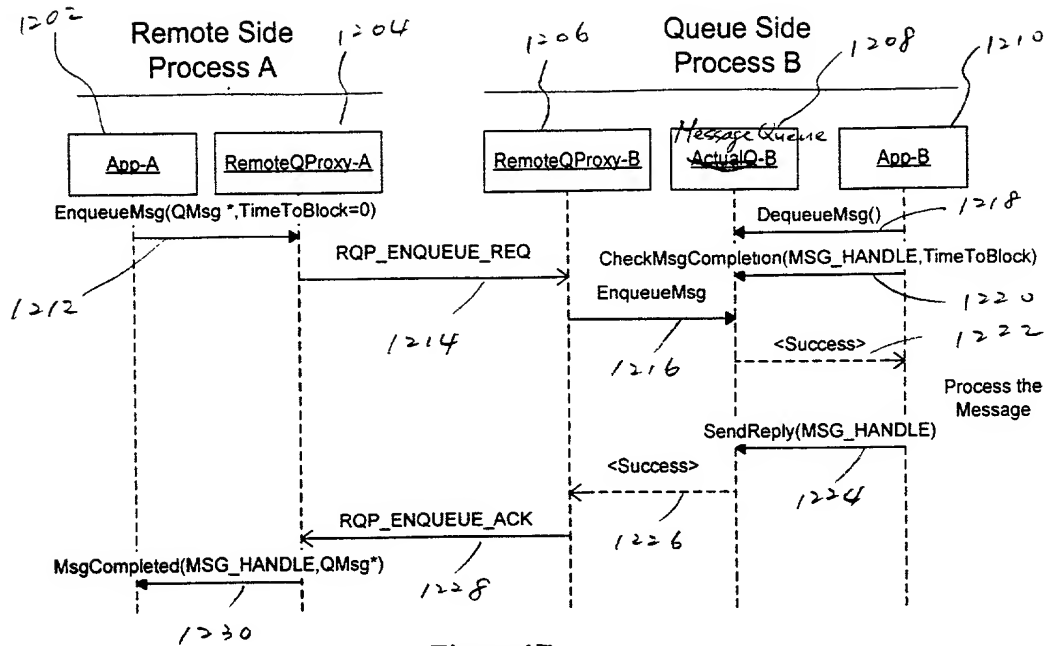 1202
Remote Side
Process A
1204
1206
Queue Side
Process B
1208
1210
App-A
RemoteQProxy-A
RemoteQProxy-B
Message Queue
ActualQ-B
App-B
EnqueueMsg(QMsg *,TimeToBlock=0)
DequeueMsg()
1218
RQP_ENQUEUE_REQ
CheckMsgCompletion(MSG_HANDLE,TimeToBlock)
1212
1214
EnqueueMsg
1220
1216
<Success>
1222
Process the
Message
SendReply(MSG_HANDLE)
<Success>
1224
RQP_ENQUEUE_ACK
1226
MsgCompleted(MSG_HANDLE,QMsg*)
1228
1230